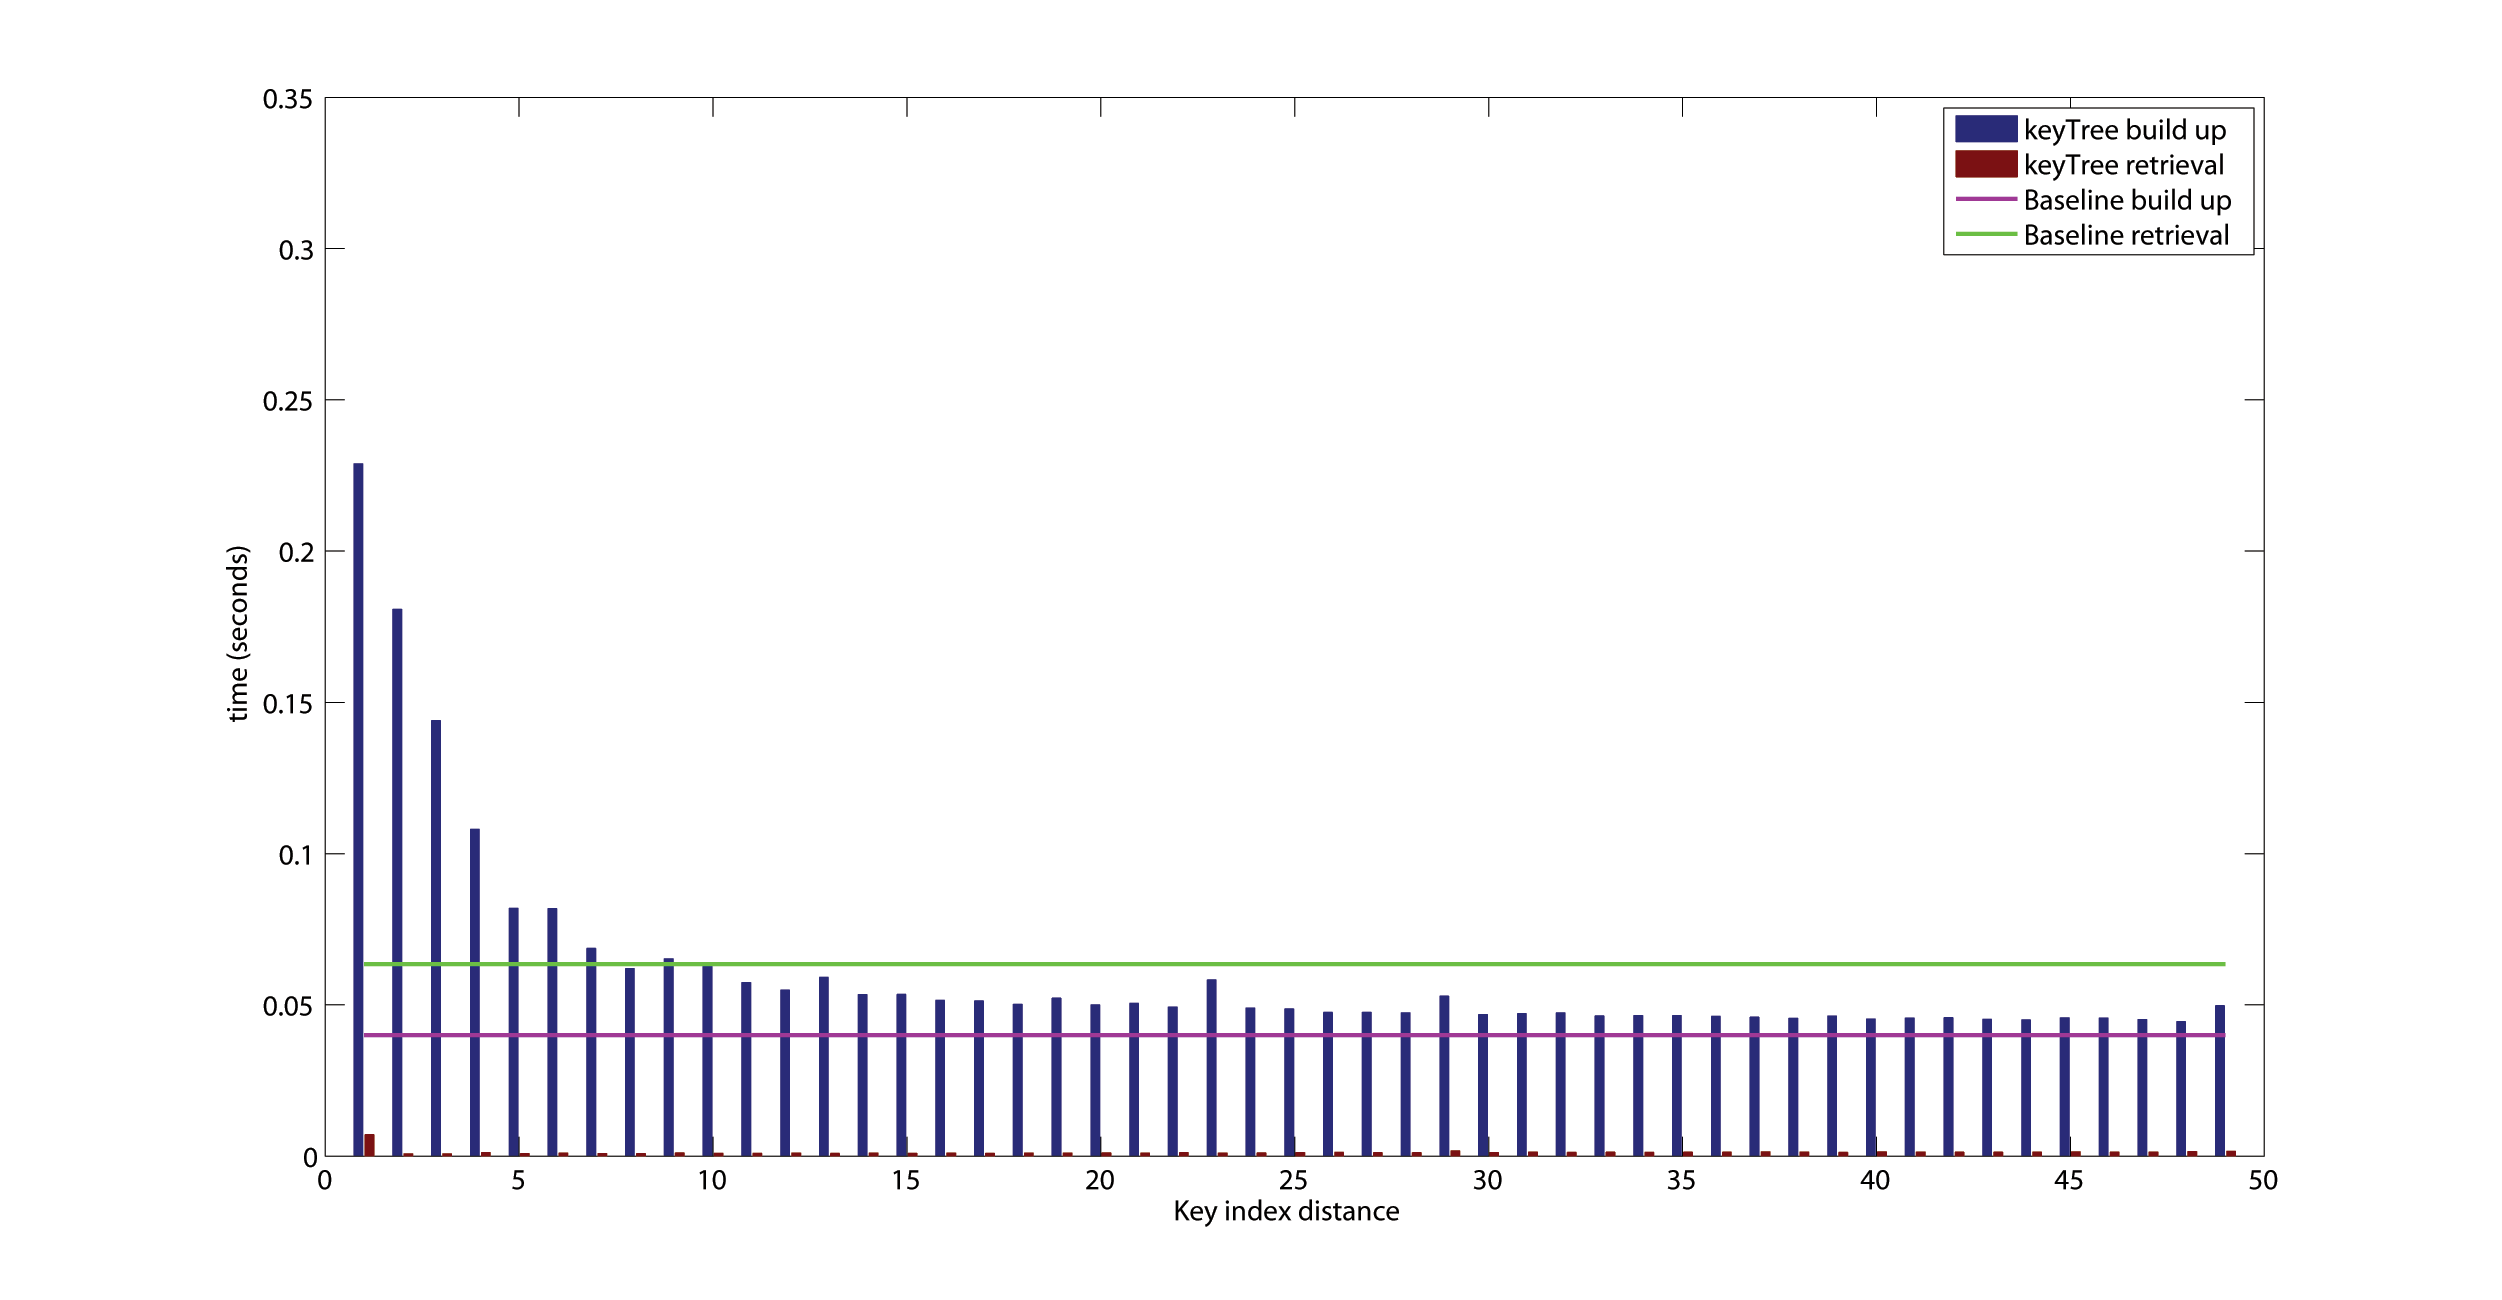 0.35
0.3
0.25
0.2
0.15
0.1
0.05
0
time (seconds)
keyTree build up
keyTree retrieval
Baseline build up
Baseline retrieval
0 5 10 15 20 25 30 35 40 45 50
Key index distance